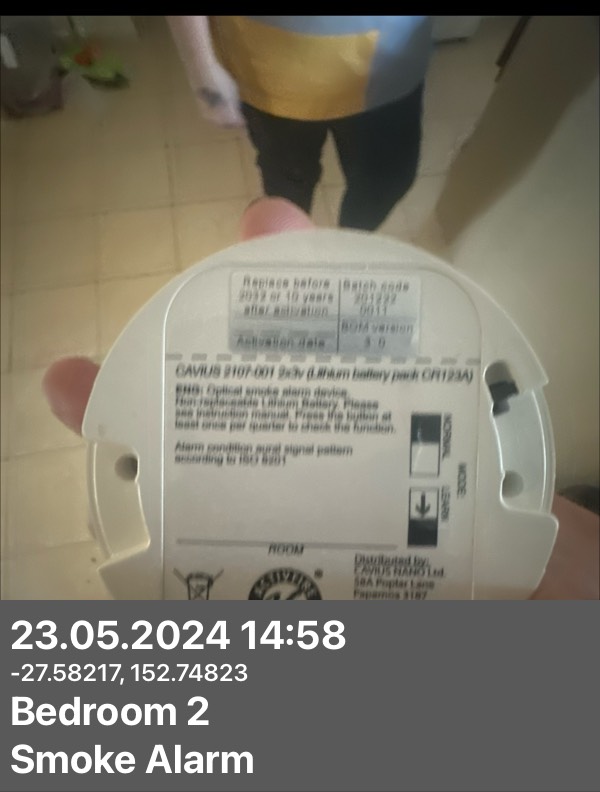 Replace before
2032 or 10 years
after activation
Activation date
Batch code
201222
0011
BOM version
3.0
CAVIUS 2107-001 2x3v (Lithium battery pack CR123A)
ENG: Optical smoke alarm device.
Non-replaceable Lithium Battery. Please
see instruction manual. Press the button at
least once per quarter to check the function.
Alarm condition aural signal pattern
according to ISO 8201
NORMAL
MODE:
LEARN
ROOM
Distributed by:
CAVIUS NANO Ltd.
58A Poplar Lane
Papamoa 3187
ACTIVFIRE
®
23.05.2024 14:58
-27.58217, 152.74823
Bedroom 2
Smoke Alarm